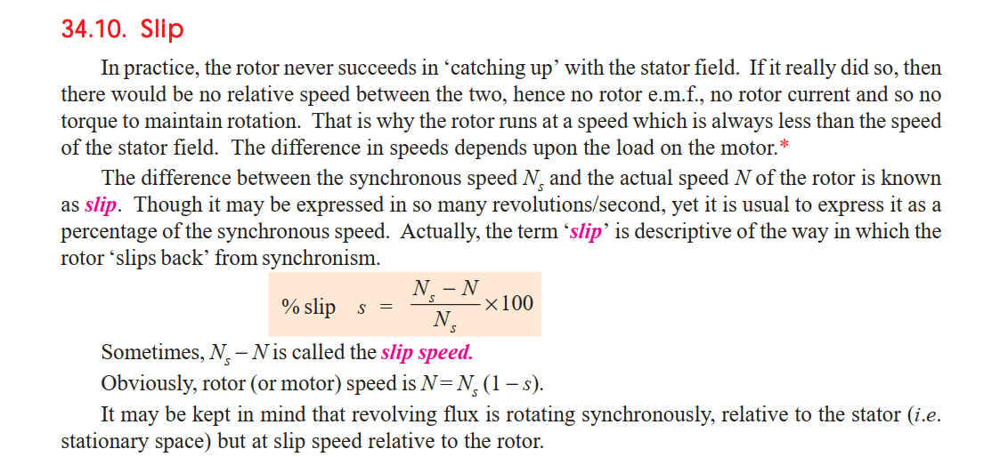 34.10. Slip
In practice, the rotor never succeeds in ‘catching up’ with the stator field. If it really did so, then
there would be no relative speed between the two, hence no rotor e.m.f., no rotor current and so no
torque to maintain rotation. That is why the rotor runs at a speed which is always less than the speed
of the stator field. The difference in speeds depends upon the load on the motor.*
The difference between the synchronous speed Nₛ and the actual speed N of the rotor is known
as slip. Though it may be expressed in so many revolutions/second, yet it is usual to express it as a
percentage of the synchronous speed. Actually, the term ‘slip’ is descriptive of the way in which the
rotor ‘slips back’ from synchronism.
% slip s = (Nₛ – N) / Nₛ × 100
Sometimes, Nₛ – N is called the slip speed.
Obviously, rotor (or motor) speed is N = Nₛ (1 – s).
It may be kept in mind that revolving flux is rotating synchronously, relative to the stator (i.e.
stationary space) but at slip speed relative to the rotor.